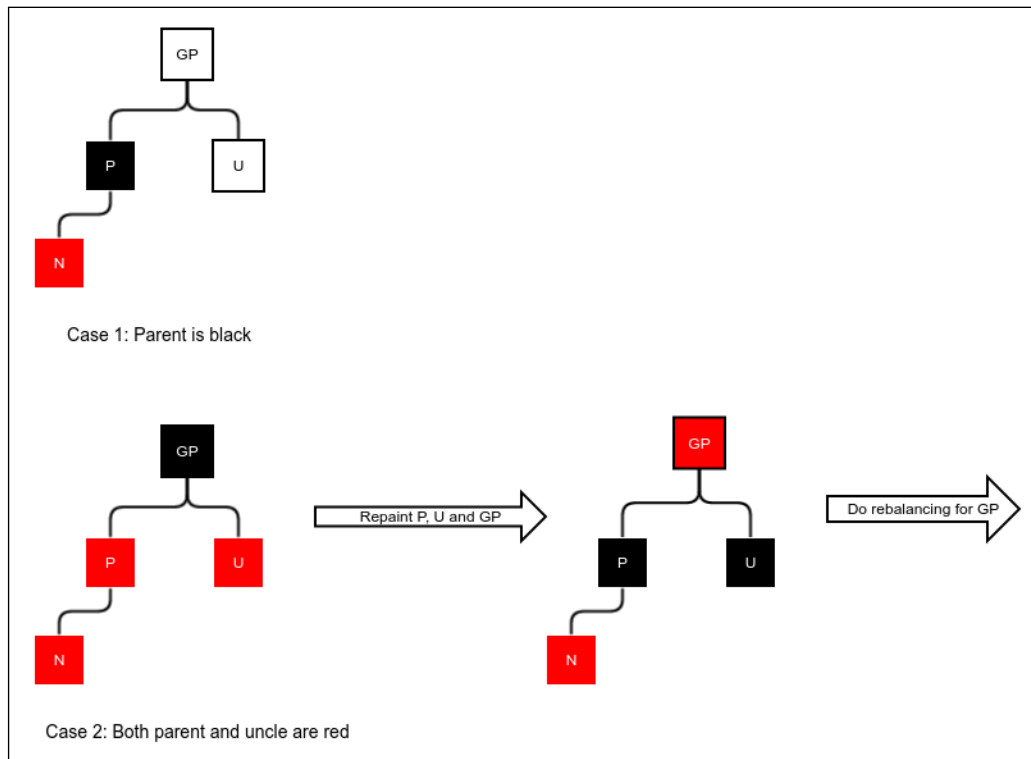 GP
P
U
N
Case 1: Parent is black
GP
P
U
N
Repaint P, U and GP
GP
P
U
N
Do rebalancing for GP
Case 2: Both parent and uncle are red